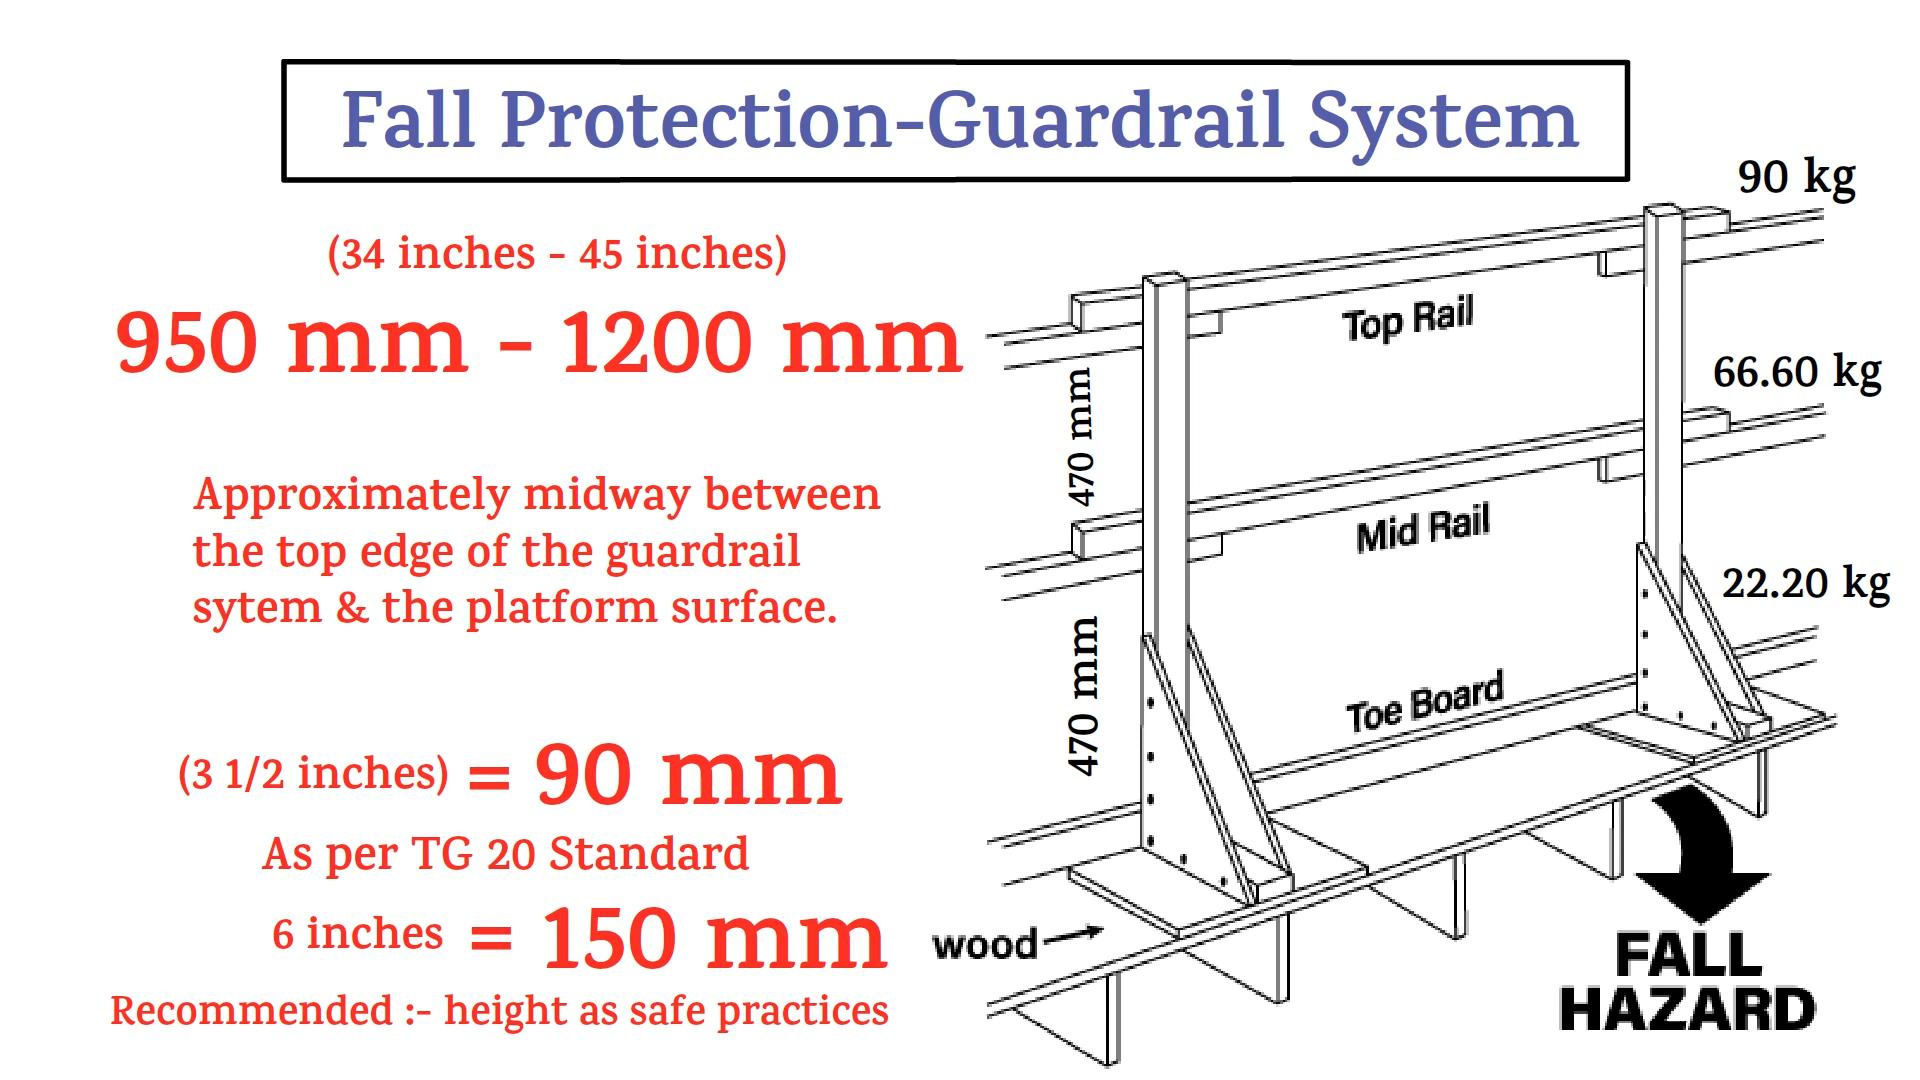 Fall Protection-Guardrail System
(34 inches - 45 inches)
950 mm - 1200 mm
Approximately midway between
the top edge of the guardrail
sytem & the platform surface.
(3 1/2 inches) = 90 mm
As per TG 20 Standard
6 inches = 150 mm
Recommended :- height as safe practices
90 kg
Top Rail
470 mm
66.60 kg
Mid Rail
470 mm
22.20 kg
Toe Board
wood
FALL
HAZARD